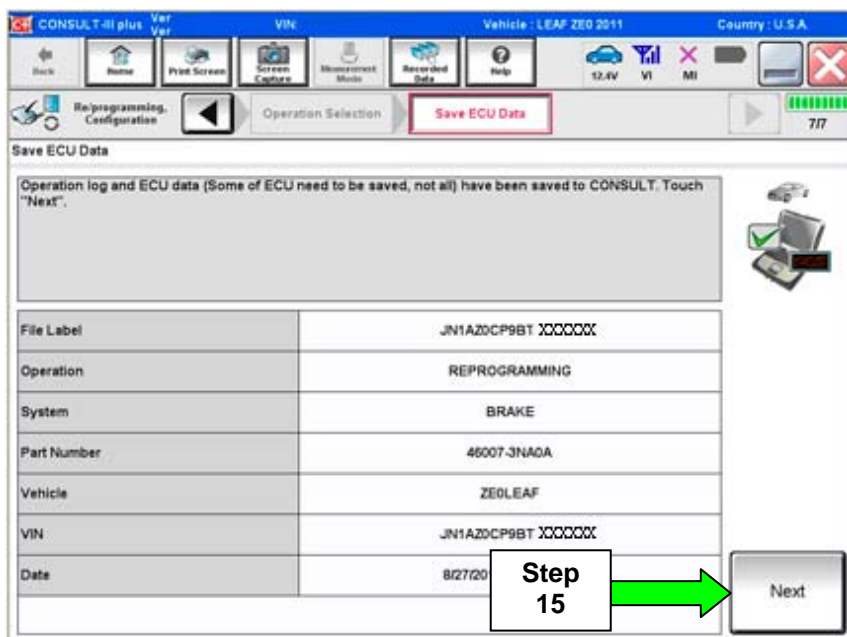 CONSULT-III plus Ver Ver VIN: Vehicle : LEAF ZE0 2011 Country : U.S.A.
Back Home Print Screen Screen Capture Measurement Mode Recorded Data Help 12.4V VI MI
Re/programming, Configuration Operation Selection Save ECU Data 7/7
Save ECU Data
Operation log and ECU data (Some of ECU need to be saved, not all) have been saved to CONSULT. Touch
"Next".
File Label JN1AZ0CP9BT XXXXXX
Operation REPROGRAMMING
System BRAKE
Part Number 46007-3NA0A
Vehicle ZE0LEAF
VIN JN1AZ0CP9BT XXXXXX
Date 8/27/20
Step
15
Next